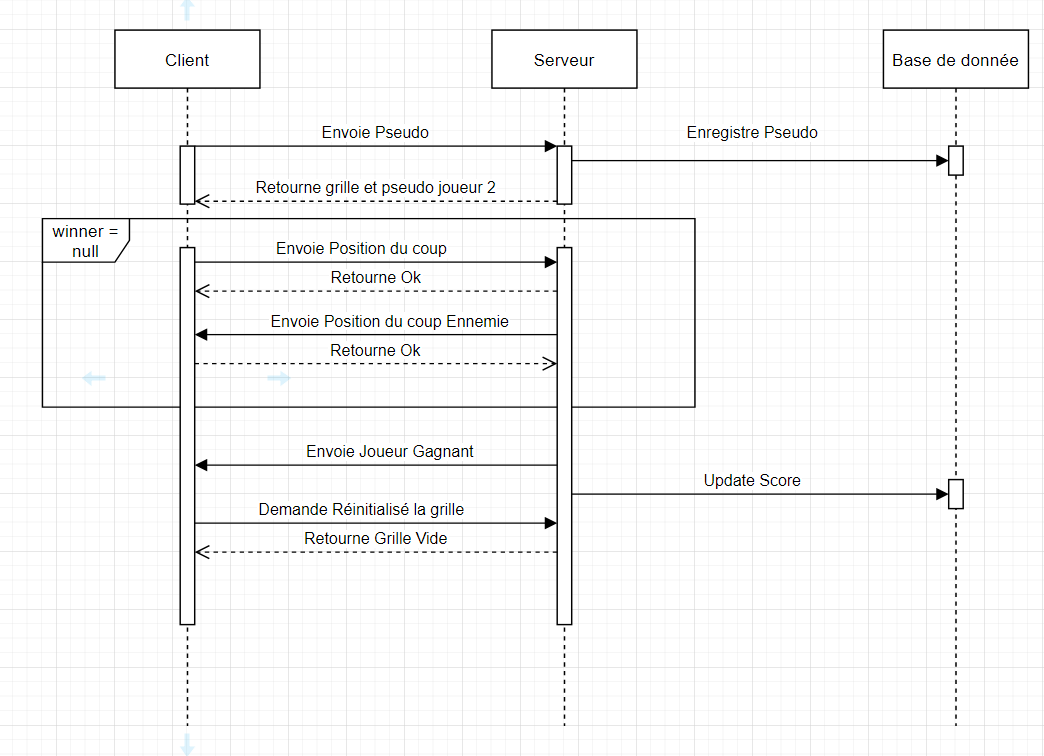 Client
Serveur
Base de donnée
Envoie Pseudo
Enregistre Pseudo
Retourne grille et pseudo joueur 2
winner =
null
Envoie Position du coup
Retourne Ok
Envoie Position du coup Ennemie
Retourne Ok
Envoie Joueur Gagnant
Update Score
Demande Réinitialisé la grille
Retourne Grille Vide